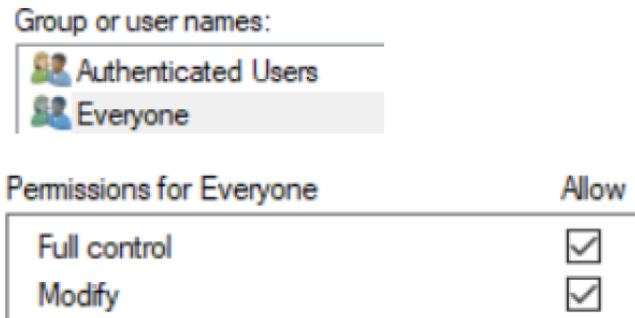 Group or user names:
Authenticated Users
Everyone
Permissions for Everyone Allow
Full control
Modify